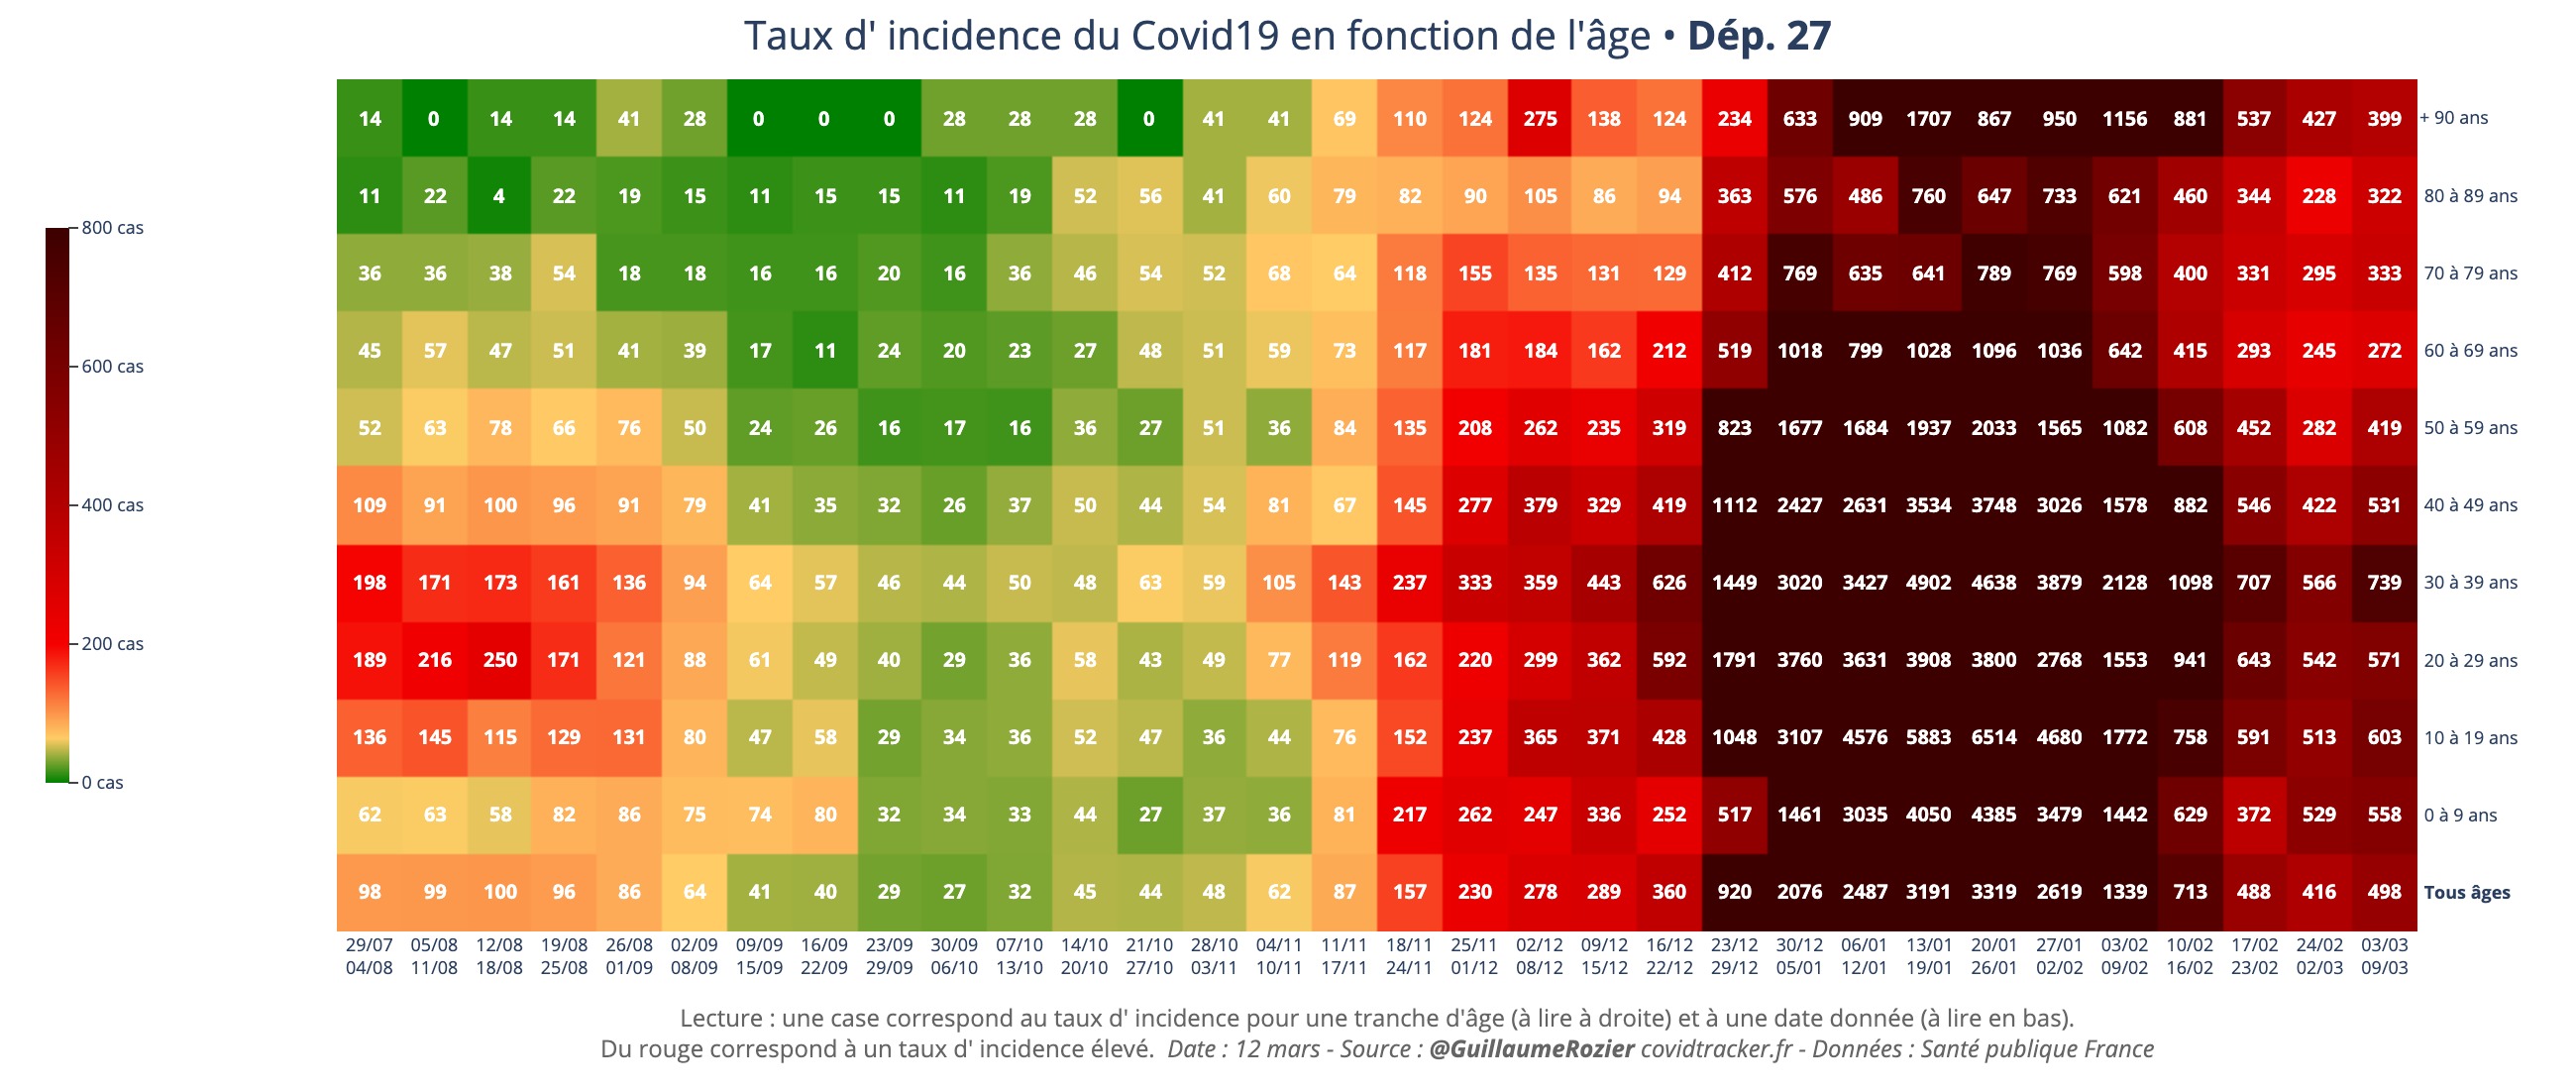 Taux d' incidence du Covid19 en fonction de l'âge • Dép. 27
14 0 14 14 41 28 0 0 0 28 28 28 0 41 41 69 110 124 275 138 124 234 633 909 1707 867 950 1156 881 537 427 399 + 90 ans
11 22 4 22 19 15 11 15 15 11 19 52 56 41 60 79 82 90 105 86 94 363 576 486 760 647 733 621 460 344 228 322 80 à 89 ans
800 cas
36 36 38 54 18 18 16 16 20 16 36 46 54 52 68 64 118 155 135 131 129 412 769 635 641 789 769 598 400 331 295 333 70 à 79 ans
45 57 47 51 41 39 17 11 24 20 23 27 48 51 59 73 117 181 184 162 212 519 1018 799 1028 1096 1036 642 415 293 245 272 60 à 69 ans
600 cas
52 63 78 66 76 50 24 26 16 17 16 36 27 51 36 84 135 208 262 235 319 823 1677 1684 1937 2033 1565 1082 608 452 282 419 50 à 59 ans
400 cas
109 91 100 96 91 79 41 35 32 26 37 50 44 54 81 67 145 277 379 329 419 1112 2427 2631 3534 3748 3026 1578 882 546 422 531 40 à 49 ans
198 171 173 161 136 94 64 57 46 44 50 48 63 59 105 143 237 333 359 443 626 1449 3020 3427 4902 4638 3879 2128 1098 707 566 739 30 à 39 ans
200 cas
189 216 250 171 121 88 61 49 40 29 36 58 43 49 77 119 162 220 299 362 592 1791 3760 3631 3908 3800 2768 1553 941 643 542 571 20 à 29 ans
136 145 115 129 131 80 47 58 29 34 36 52 47 36 44 76 152 237 365 371 428 1048 3107 4576 5883 6514 4680 1772 758 591 513 603 10 à 19 ans
0 cas
62 63 58 82 86 75 74 80 32 34 33 44 27 37 36 81 217 262 247 336 252 517 1461 3035 4050 4385 3479 1442 629 372 529 558 0 à 9 ans
98 99 100 96 86 64 41 40 29 27 32 45 44 48 62 87 157 230 278 289 360 920 2076 2487 3191 3319 2619 1339 713 488 416 498 Tous âges
29/07 05/08 12/08 19/08 26/08 02/09 09/09 16/09 23/09 30/09 07/10 14/10 21/10 28/10 04/11 11/11 18/11 25/11 02/12 09/12 16/12 23/12 30/12 06/01 13/01 20/01 27/01 03/02 10/02 17/02 24/02 03/03
04/08 11/08 18/08 25/08 01/09 08/09 15/09 22/09 29/09 06/10 13/10 20/10 27/10 03/11 10/11 17/11 24/11 01/12 08/12 15/12 22/12 29/12 05/01 12/01 19/01 26/01 02/02 09/02 16/02 23/02 02/03 09/03
Lecture : une case correspond au taux d' incidence pour une tranche d'âge (à lire à droite) et à une date donnée (à lire en bas).
Du rouge correspond à un taux d' incidence élevé. Date : 12 mars - Source : @GuillaumeRozier covidtracker.fr - Données : Santé publique France